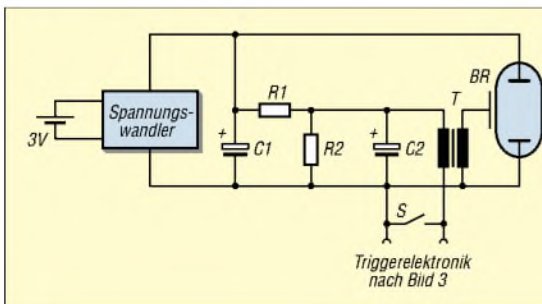 3V
Spannungs-
wandler
+
C1
R1
R2
+
C2
T
BR
S
Triggerelektronik
nach Bild 3